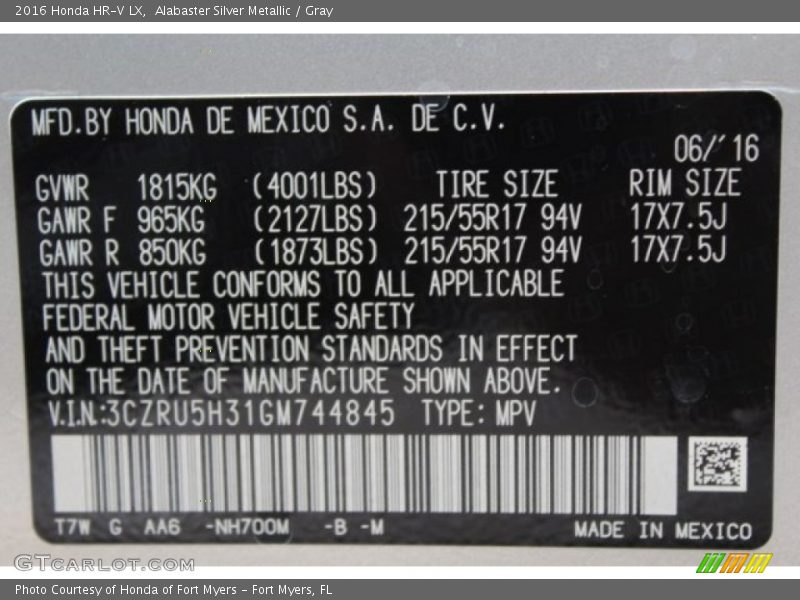 2016 Honda HR-V LX,  Alabaster Silver Metallic / Gray
MFD.BY HONDA DE MEXICO S.A. DE C.V.
06/'16
GVWR 1815KG (4001LBS) TIRE SIZE RIM SIZE
GAWR F 965KG (2127LBS) 215/55R17 94V 17X7.5J
GAWR R 850KG (1873LBS) 215/55R17 94V 17X7.5J
THIS VEHICLE CONFORMS TO ALL APPLICABLE
FEDERAL MOTOR VEHICLE SAFETY
AND THEFT PREVENTION STANDARDS IN EFFECT
ON THE DATE OF MANUFACTURE SHOWN ABOVE.
V.I.N.:3CZRU5H31GM744845 TYPE: MPV
T7W G AA6 -NH700M -B -M MADE IN MEXICO
GTCARLOT.COM
Photo Courtesy of Honda of Fort Myers - Fort Myers, FL